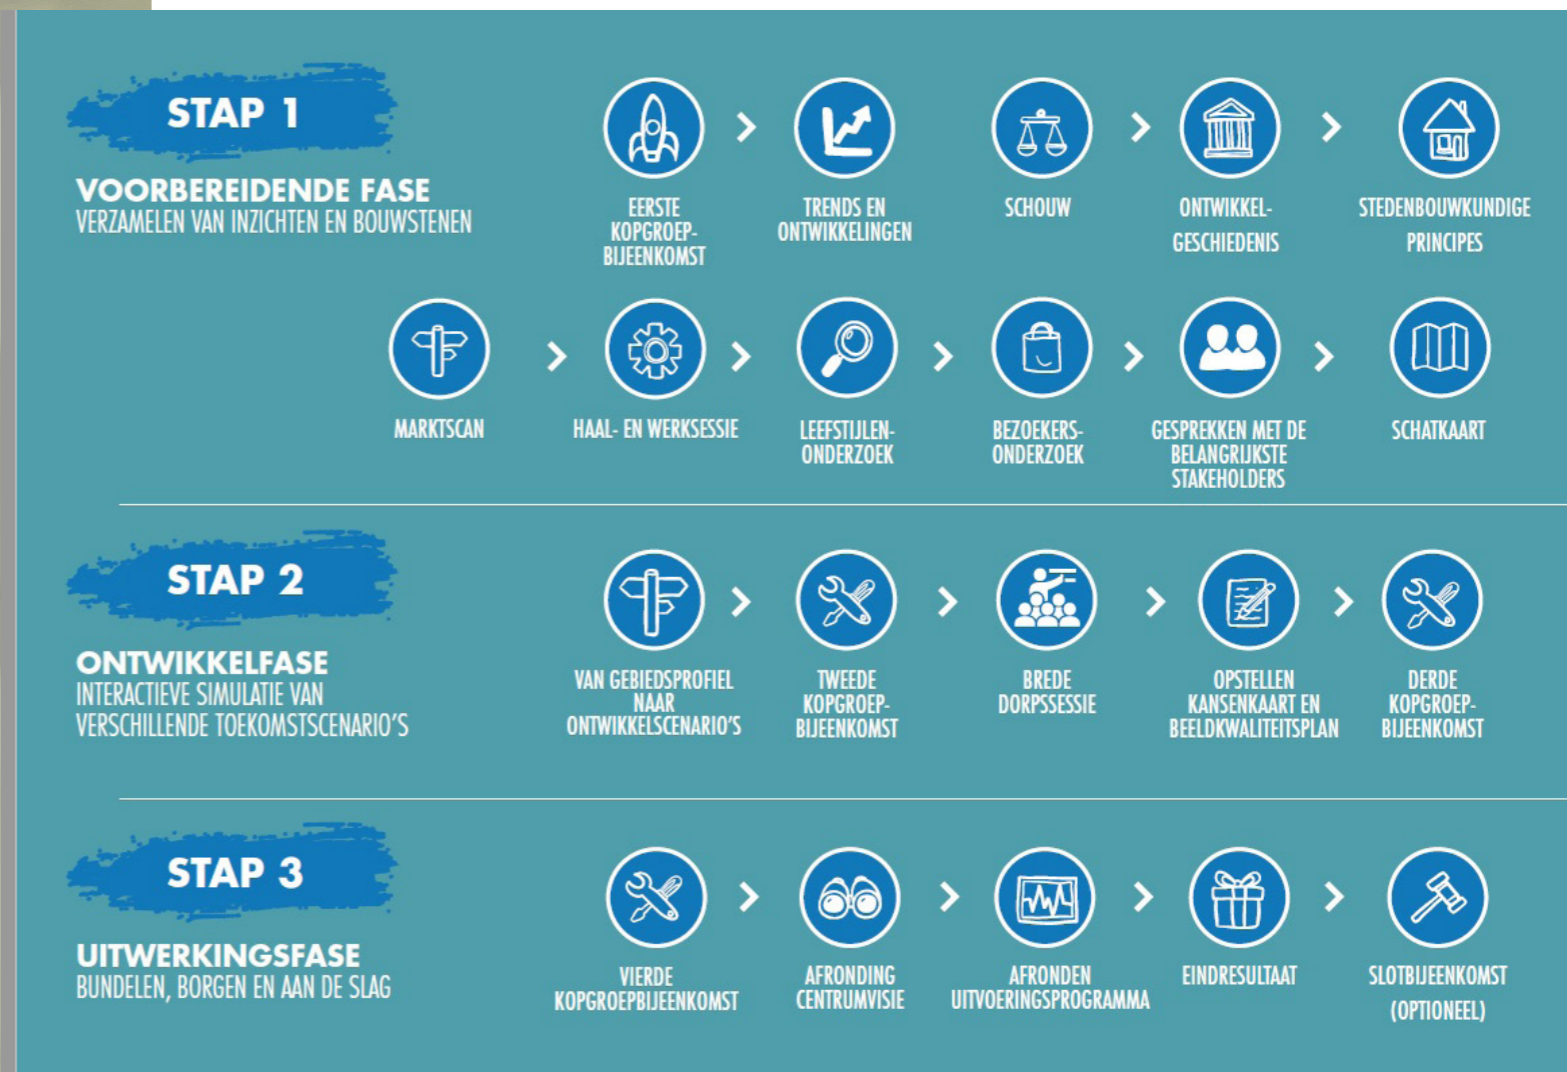 STAP 1
VOORBEREIDENDE FASE
VERZAMELEN VAN INZICHTEN EN BOUWSTENEN
EERSTE
KOPGROEP-
BIJEENKOMST
TRENDS EN
ONTWIKKELINGEN
SCHOUW
ONTWIKKEL-
GESCHIEDENIS
STEDENBOUWKUNDIGE
PRINCIPES
MARKTSCAN
HAAL- EN WERKSESSIE
LEEFSTIJLEN-
ONDERZOEK
BEZOEKERS-
ONDERZOEK
GESPREKKEN MET DE
BELANGRIJKSTE
STAKEHOLDERS
SCHATKAART
STAP 2
ONTWIKKELFASE
INTERACTIEVE SIMULATIE VAN
VERSCHILLENDE TOEKOMSTSCENARIO'S
VAN GEBIEDSPROFIEL
NAAR
ONTWIKKELSCENARIO'S
TWEEDE
KOPGROEP-
BIJEENKOMST
BREDE
DORPSSESSIE
OPSTELLEN
KANSENKAART EN
BEELDKWALITEITSPLAN
DERDE
KOPGROEP-
BIJEENKOMST
STAP 3
UITWERKINGSFASE
BUNDELEN, BORGEN EN AAN DE SLAG
VIERDE
KOPGROEPBIJEENKOMST
AFRONDING
CENTRUMVISIE
AFRONDEN
UITVOERINGSPROGRAMMA
EINDRESULTAAT
SLOTBIJEENKOMST
(OPTIONEEL)